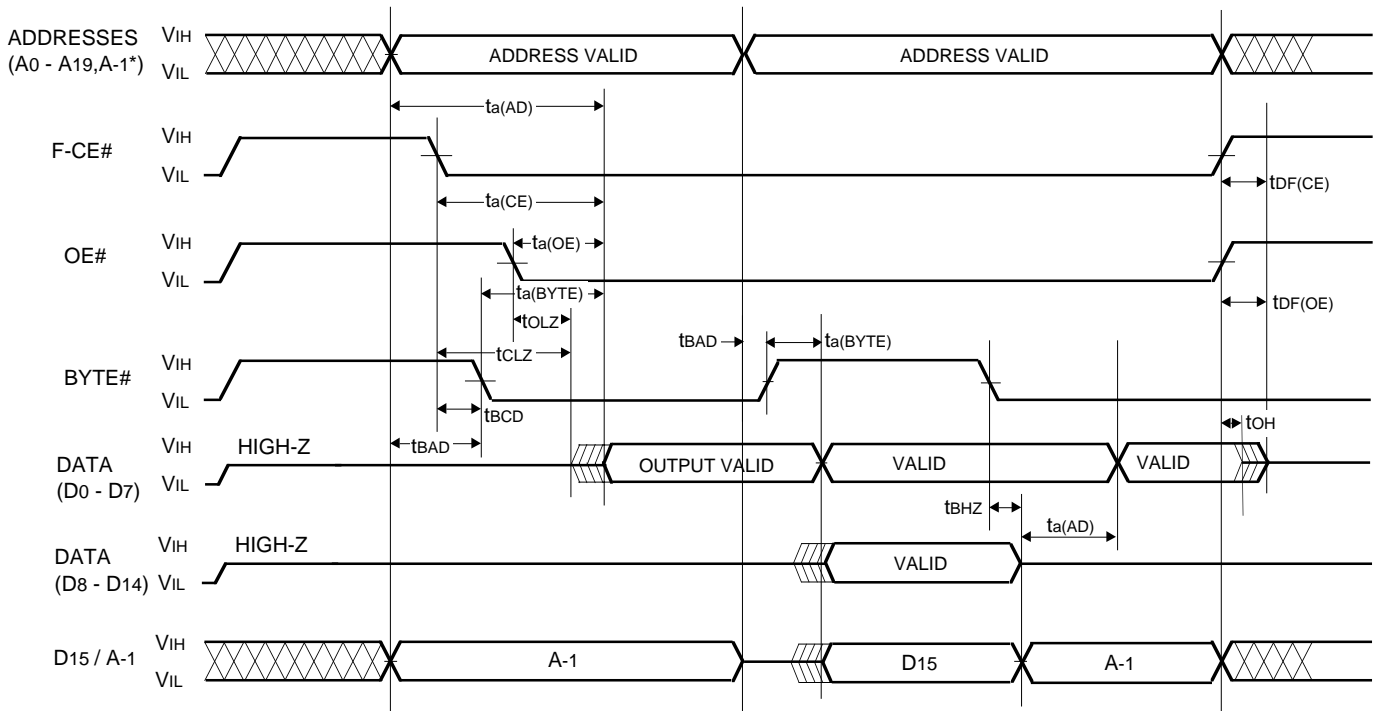 ADDRESSES
(A0 - A19,A-1*)
VIH
VIL
ADDRESS VALID
ADDRESS VALID
ta(AD)
F-CE#
VIH
VIL
tDF(CE)
ta(CE)
OE#
VIH
VIL
ta(OE)
ta(BYTE)
tDF(OE)
tOLZ
tCLZ
tBAD
ta(BYTE)
BYTE#
VIH
VIL
tBCD
tBAD
tOH
DATA
(D0 - D7)
VIH
VIL
HIGH-Z
OUTPUT VALID
VALID
VALID
tBHZ
ta(AD)
DATA
(D8 - D14)
VIH
VIL
HIGH-Z
VALID
D15 / A-1
VIH
VIL
A-1
D15
A-1